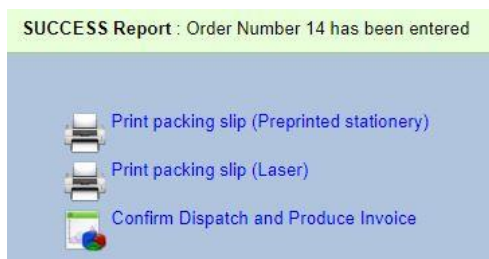 SUCCESS Report : Order Number 14 has been entered
Print packing slip (Preprinted stationery)
Print packing slip (Laser)
Confirm Dispatch and Produce Invoice